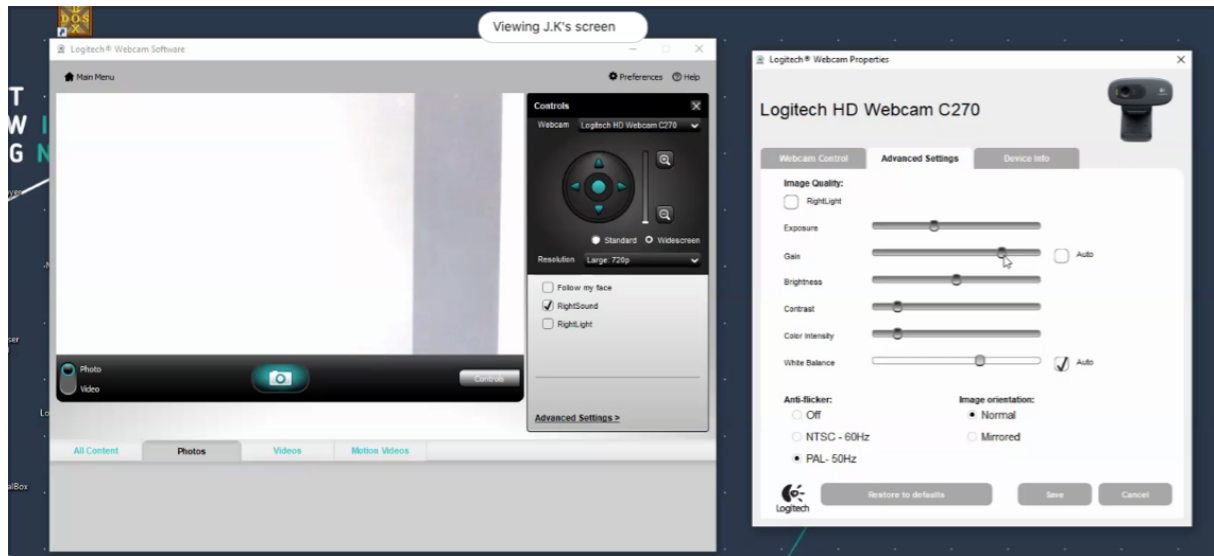 DOS
Viewing J.K's screen
Logitech® Webcam Software
Main Menu
Preferences
Help
T
W I
G N
Controls
Webcam Logitech HD Webcam C270
Standard Widescreen
Resolution Large: 720p
Follow my face
RightSound
RightLight
Advanced Settings >
Photo
Video
Controls
All Content Photos Videos Motion Videos
Logitech® Webcam Properties
Logitech HD Webcam C270
Webcam Control Advanced Settings Device Info
Image Quality:
RightLight
Exposure
Gain Auto
Brightness
Contrast
Color Intensity
White Balance Auto
Anti-flicker: Image orientation:
Off Normal
NTSC - 60Hz Mirrored
PAL- 50Hz
Logitech
Restore to defaults Save Cancel